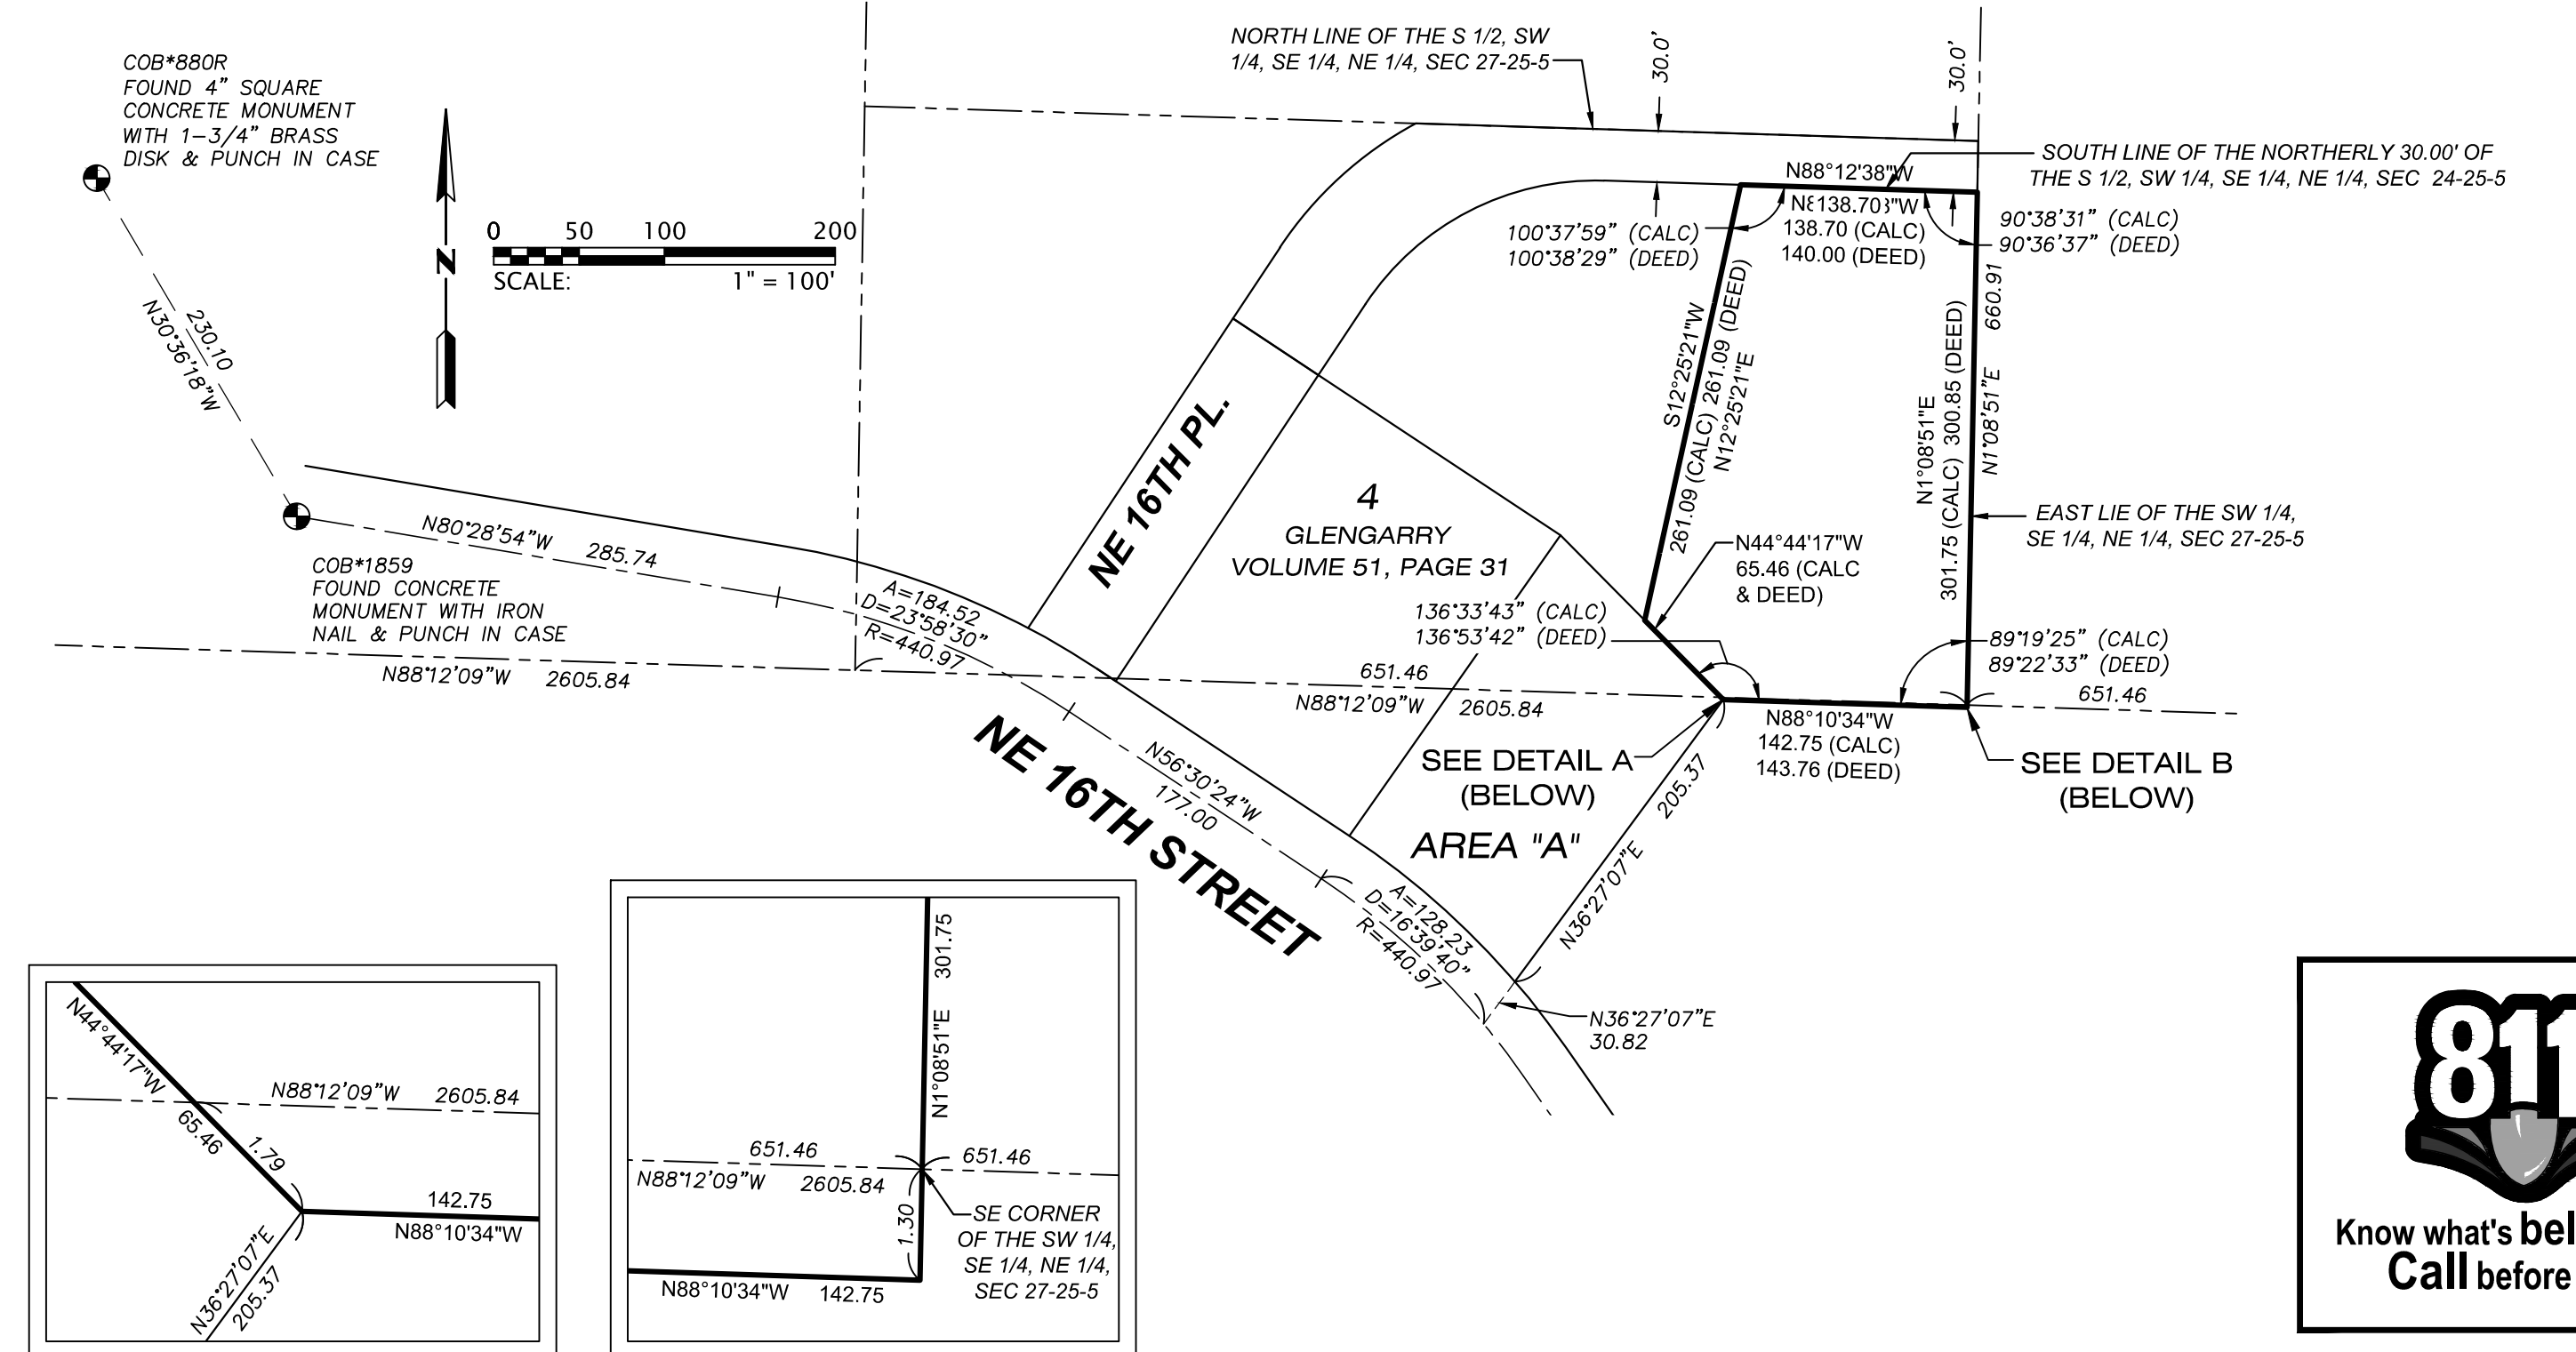 COB*880R
FOUND 4" SQUARE
CONCRETE MONUMENT
WITH 1-3/4" BRASS
DISK & PUNCH IN CASE
230.10
N30°36'18"W
N
0 50 100 200
SCALE: 1" = 100'
NORTH LINE OF THE S 1/2, SW
1/4, SE 1/4, NE 1/4, SEC 27-25-5
30.0'
30.0'
SOUTH LINE OF THE NORTHERLY 30.00' OF
THE S 1/2, SW 1/4, SE 1/4, NE 1/4, SEC 24-25-5
N88°12'38"W
138.70
138.70 (CALC)
140.00 (DEED)
100°37'59" (CALC)
100°38'29" (DEED)
90°38'31" (CALC)
90°36'37" (DEED)
S12°25'21"W
261.09 (CALC) 261.09 (DEED)
N12°25'21"E
N1°08'51"E
301.75 (CALC) 300.85 (DEED)
N1°08'51"E 660.91
EAST LIE OF THE SW 1/4,
SE 1/4, NE 1/4, SEC 27-25-5
NE 16TH PL.
4
GLENGARRY
VOLUME 51, PAGE 31
N44°44'17"W
65.46 (CALC
& DEED)
136°33'43" (CALC)
136°53'42" (DEED)
89°19'25" (CALC)
89°22'33" (DEED)
N80°28'54"W 285.74
COB*1859
FOUND CONCRETE
MONUMENT WITH IRON
NAIL & PUNCH IN CASE
A=184.52
D=23°58'30"
R=440.97
N88°12'09"W 2605.84
651.46
N88°12'09"W 2605.84
651.46
N88°10'34"W
142.75 (CALC)
143.76 (DEED)
SEE DETAIL A
(BELOW)
SEE DETAIL B
(BELOW)
AREA "A"
N56°30'24"W
177.00
NE 16TH STREET
205.37
N36°27'07"E
A=128.23
D=16°39'40"
R=440.97
N36°27'07"E
30.82
N44°44'17"W
65.46
1.79
N88°12'09"W 2605.84
142.75
N88°10'34"W
N36°27'07"E
205.37
N1°08'51"E 301.75
651.46
651.46
N88°12'09"W 2605.84
1.30
SE CORNER
OF THE SW 1/4,
SE 1/4, NE 1/4,
SEC 27-25-5
N88°10'34"W 142.75
811
Know what's bel
Call before